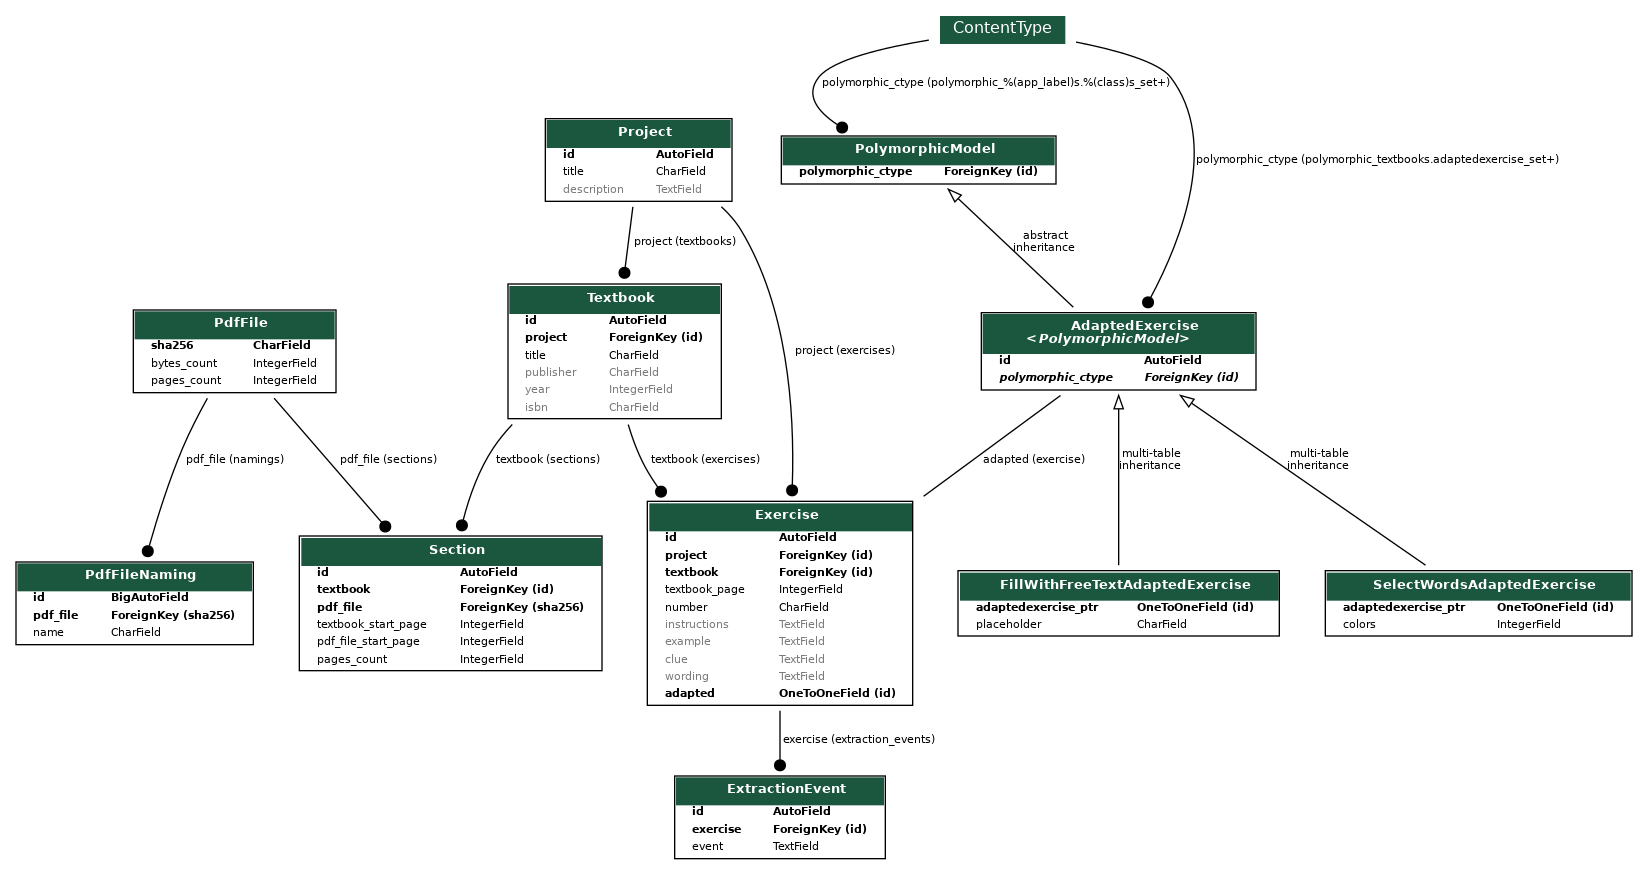 ContentType
polymorphic_ctype (polymorphic_%(app_label)s.%(class)s_set+)
Project
id AutoField
title CharField
description TextField
PolymorphicModel
polymorphic_ctype ForeignKey (id)
polymorphic_ctype (polymorphic_textbooks.adaptedexercise_set+)
project (textbooks)
abstract
inheritance
Textbook
id AutoField
project ForeignKey (id)
title CharField
publisher CharField
year IntegerField
isbn CharField
PdfFile
sha256 CharField
bytes_count IntegerField
pages_count IntegerField
project (exercises)
AdaptedExercise
<PolymorphicModel>
id AutoField
polymorphic_ctype ForeignKey (id)
pdf_file (namings)
pdf_file (sections)
textbook (sections)
textbook (exercises)
adapted (exercise)
multi-table
inheritance
multi-table
inheritance
PdfFileNaming
id BigAutoField
pdf_file ForeignKey (sha256)
name CharField
Section
id AutoField
textbook ForeignKey (id)
pdf_file ForeignKey (sha256)
textbook_start_page IntegerField
pdf_file_start_page IntegerField
pages_count IntegerField
Exercise
id AutoField
project ForeignKey (id)
textbook ForeignKey (id)
textbook_page IntegerField
number CharField
instructions TextField
example TextField
clue TextField
wording TextField
adapted OneToOneField (id)
FillWithFreeTextAdaptedExercise
adaptedexercise_ptr OneToOneField (id)
placeholder CharField
SelectWordsAdaptedExercise
adaptedexercise_ptr OneToOneField (id)
colors IntegerField
exercise (extraction_events)
ExtractionEvent
id AutoField
exercise ForeignKey (id)
event TextField